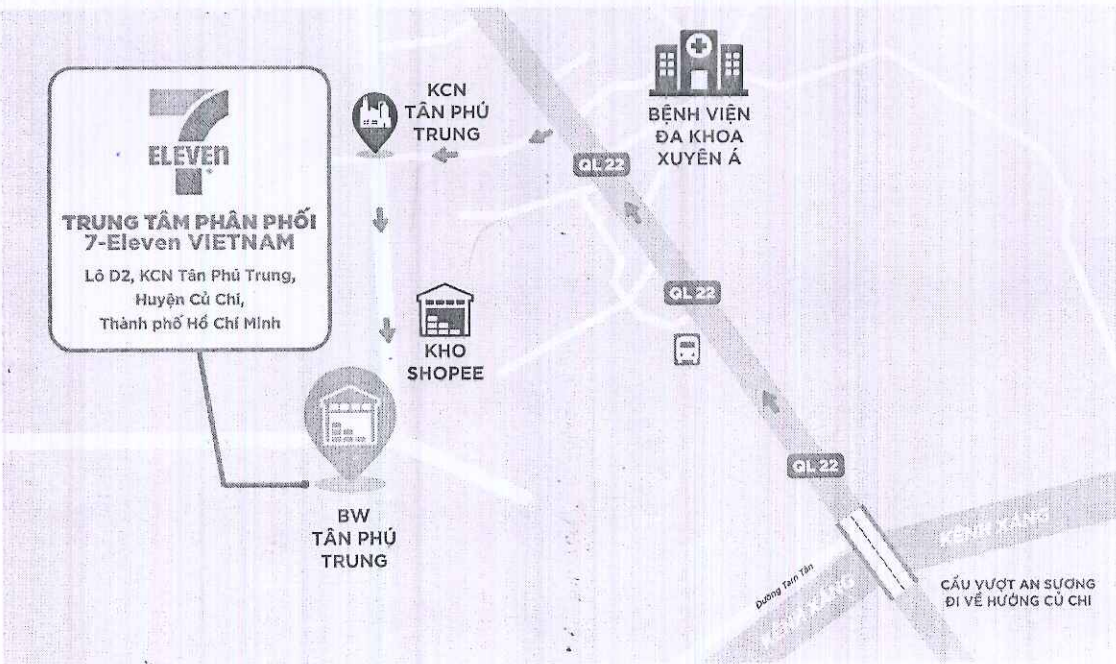 7
ELEVEn
TRUNG TÂM PHÂN PHỐI
7-Eleven VIETNAM
Lô D2, KCN Tân Phú Trung,
Huyện Củ Chi,
Thành phố Hồ Chí Minh
KCN
TÂN PHÚ
TRUNG
BỆNH VIỆN
ĐA KHOA
XUYÊN Á
QL 22
QL 22
KHO
SHOPEE
QL 22
BW
TÂN PHÚ
TRUNG
KÊNH XÁNG
Đường Tam Tân
KÊNH XÁNG
CẦU VƯỢT AN SƯƠNG
ĐI VỀ HƯỚNG CỦ CHI